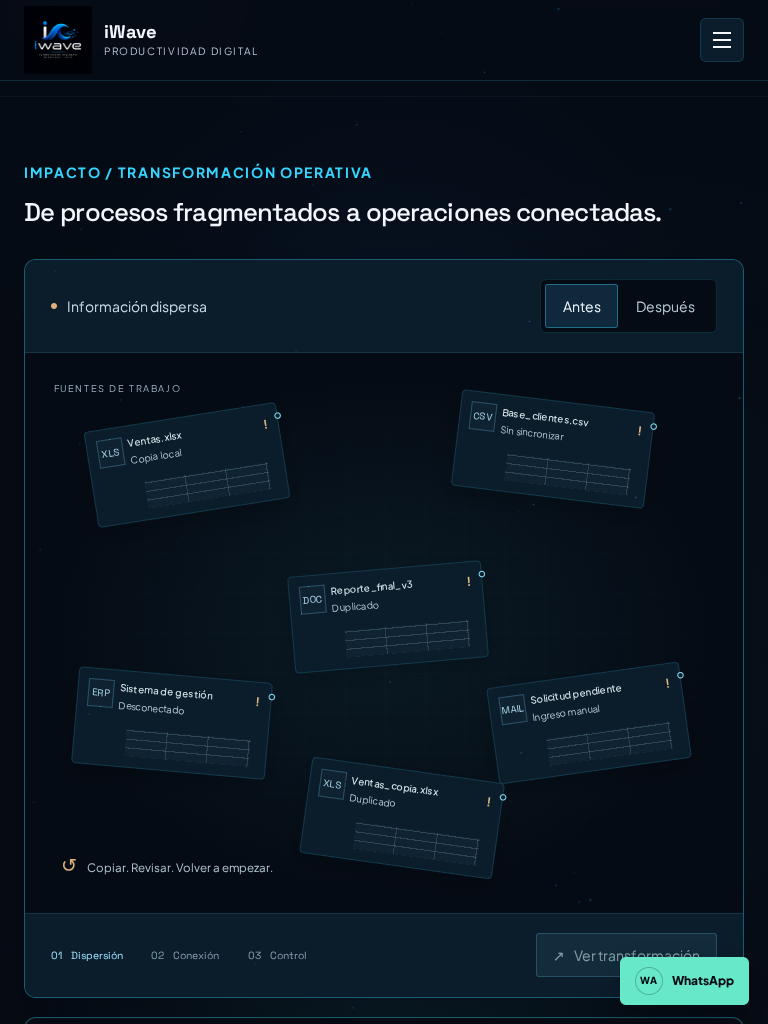 iWave
iWave
PRODUCTIVIDAD DIGITAL
IMPACTO / TRANSFORMACIÓN OPERATIVA
De procesos fragmentados a operaciones conectadas.
Información dispersa
Antes
Después
FUENTES DE TRABAJO
XLS
Ventas.xlsx
Copia local
!
CSV
Base_clientes.csv
Sin sincronizar
!
DOC
Reporte_final_v3
Duplicado
!
ERP
Sistema de gestión
Desconectado
!
MAIL
Solicitud pendiente
Ingreso manual
!
XLS
Ventas_copia.xlsx
Duplicado
!
↺ Copiar. Revisar. Volver a empezar.
01 Dispersión
02 Conexión
03 Control
↗ Ver transformación
WA WhatsApp